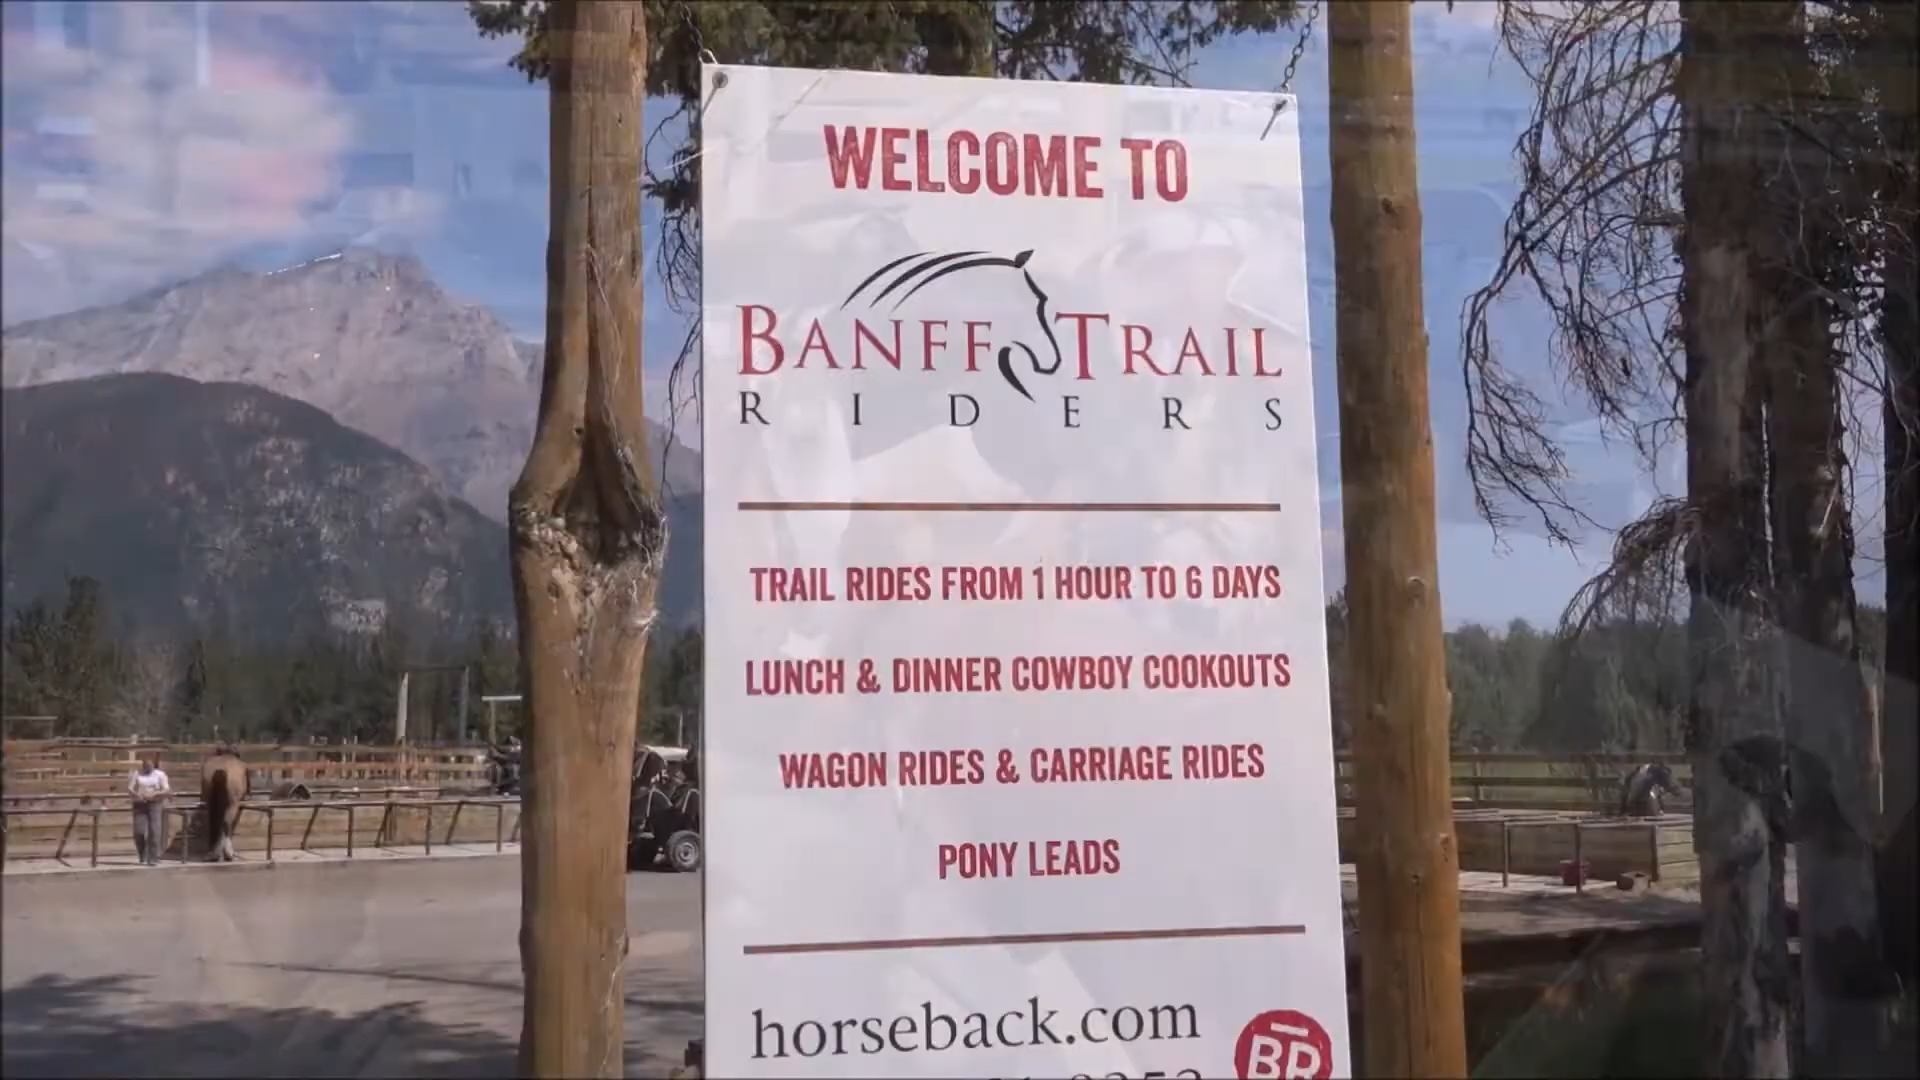 WELCOME TO
BANFF TRAIL
RIDERS
TRAIL RIDES FROM 1 HOUR TO 6 DAYS
LUNCH & DINNER COWBOY COOKOUTS
WAGON RIDES & CARRIAGE RIDES
PONY LEADS
horseback.com
BR